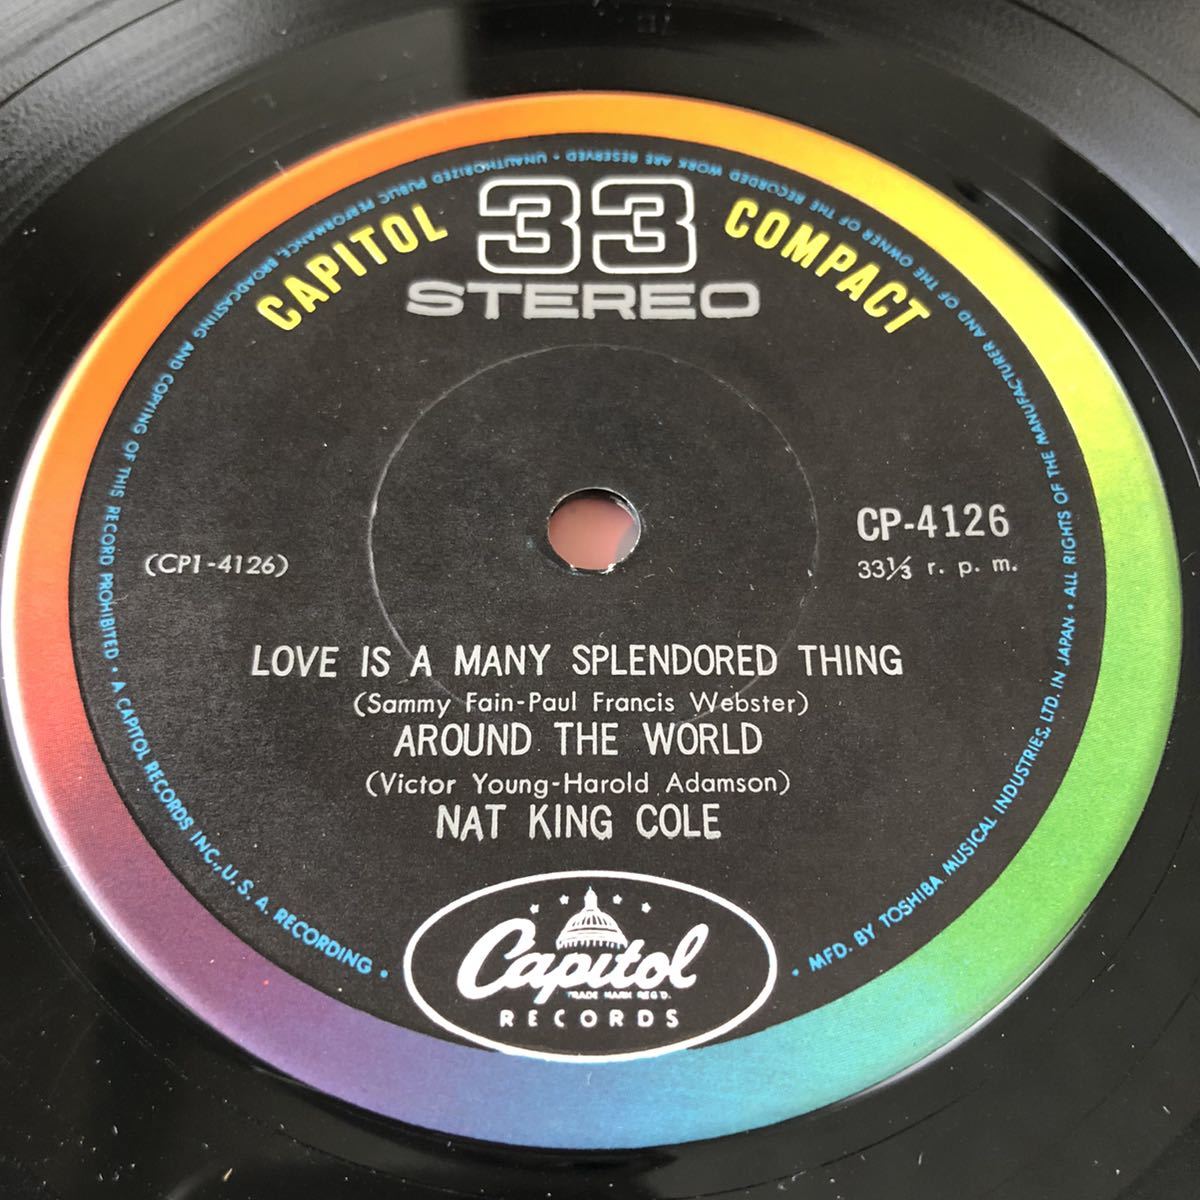 CAPITOL 33 COMPACT
STEREO
CP-4126
33⅓ r. p. m.
(CP1-4126)
LOVE IS A MANY SPLENDORED THING
(Sammy Fain-Paul Francis Webster)
AROUND THE WORLD
(Victor Young-Harold Adamson)
NAT KING COLE
Capitol
TRADE MARK REG'D.
RECORDS
• MFD. BY TOSHIBA MUSICAL INDUSTRIES, LTD. IN JAPAN • ALL RIGHTS OF THE MANUFACTURER AND OF THE OWNER OF THE RECORDED WORK ARE RESERVED • UNAUTHORIZED PUBLIC PERFORMANCE, BROADCASTING AND COPYING OF THIS RECORD PROHIBITED • A CAPITOL RECORDS INC., U. S. A. RECORDING •